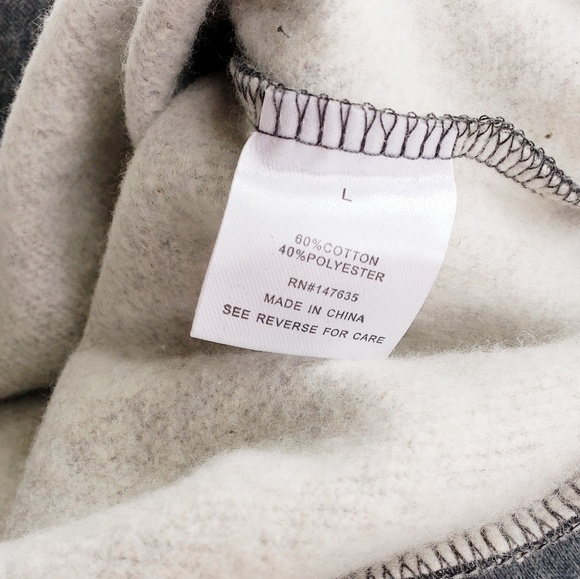 L
60%COTTON
40%POLYESTER
RN#147635
MADE IN CHINA
SEE REVERSE FOR CARE